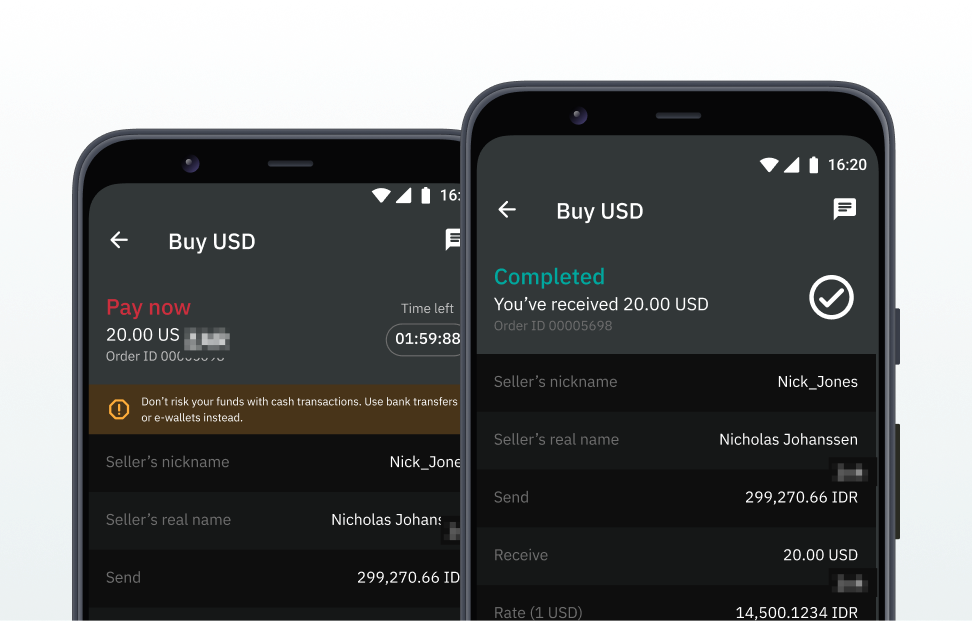 16:
Buy USD
Pay now
Time left
20.00 US
01:59:88
Order ID
Don't risk your funds with cash transactions. Use bank transfers
or e-wallets instead.
Seller's nickname
Nick_Jone
Seller's real name
Nicholas Johans
Send
299,270.66 ID
16:20
Buy USD
Completed
You've received 20.00 USD
Order ID 00005698
Seller's nickname
Nick_Jones
Seller's real name
Nicholas Johanssen
Send
299,270.66 IDR
Receive
20.00 USD
Rate (1 USD)
14,500.1234 IDR